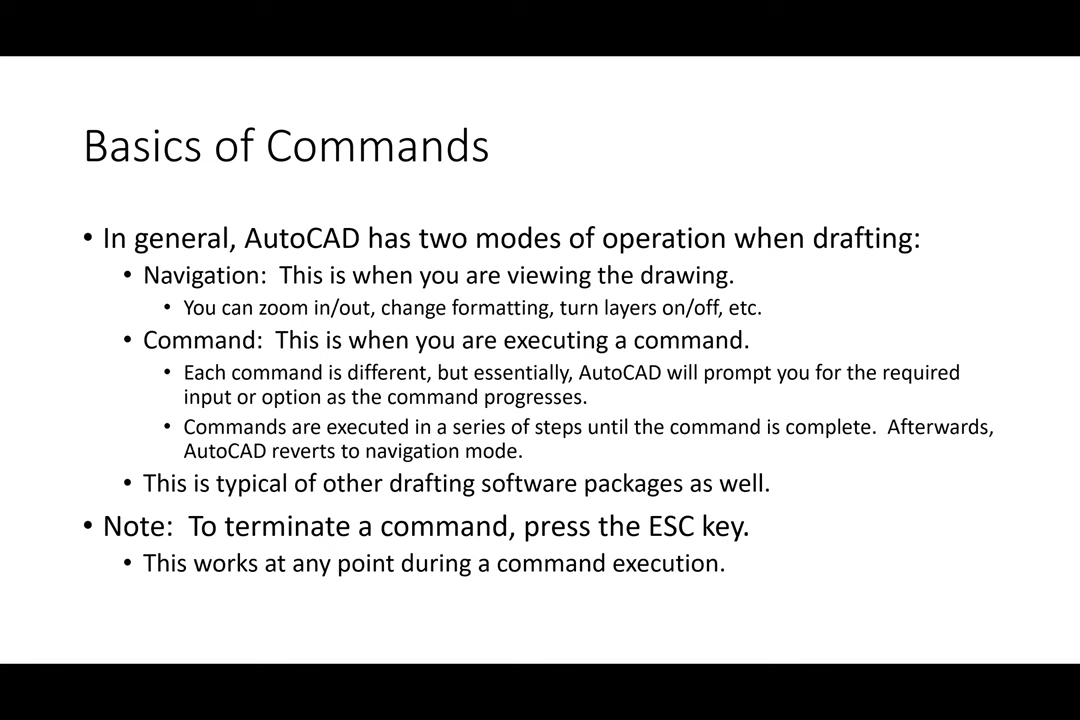 Basics of Commands
• In general, AutoCAD has two modes of operation when drafting:
• Navigation:  This is when you are viewing the drawing.
• You can zoom in/out, change formatting, turn layers on/off, etc.
• Command:  This is when you are executing a command.
• Each command is different, but essentially, AutoCAD will prompt you for the required
input or option as the command progresses.
• Commands are executed in a series of steps until the command is complete.  Afterwards,
AutoCAD reverts to navigation mode.
• This is typical of other drafting software packages as well.
• Note:  To terminate a command, press the ESC key.
• This works at any point during a command execution.